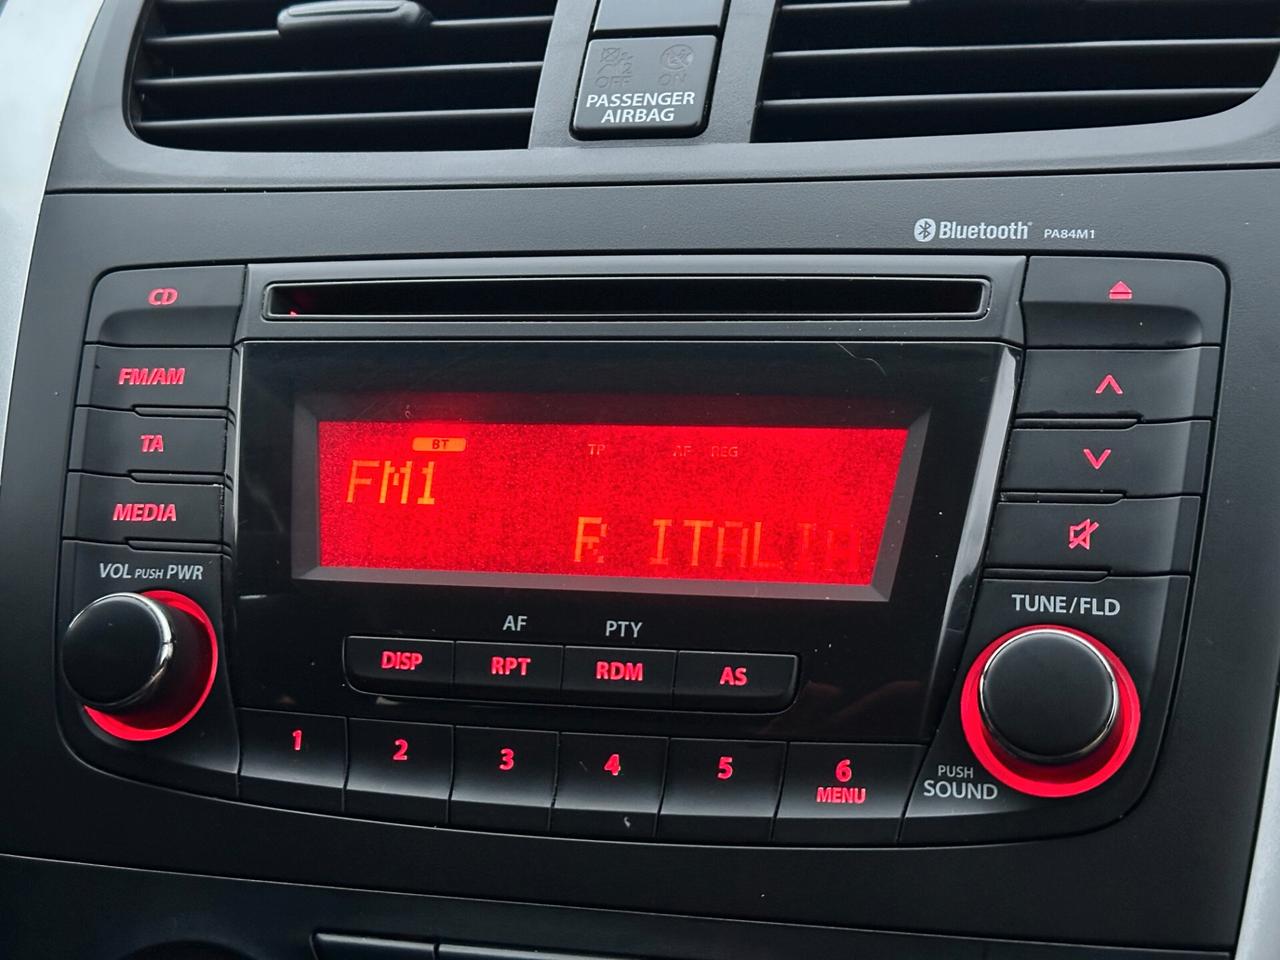 OFF ON
PASSENGER
AIRBAG
Bluetooth® PA84M1
CD
FM/AM
TA
MEDIA
VOL PUSH PWR
BT TP AF REG
FM1
R ITALIA
TUNE/FLD
AF PTY
DISP RPT RDM AS
1 2 3 4 5 6
MENU
PUSH
SOUND